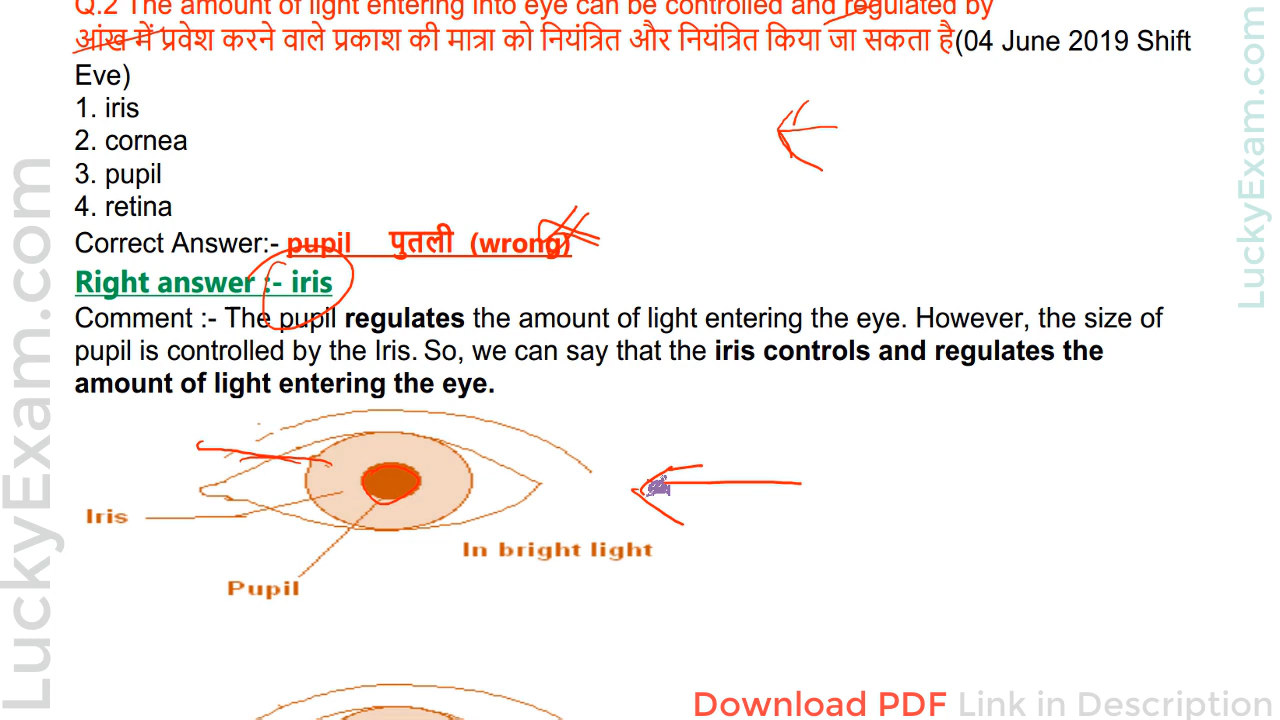 Q.2 The amount of light entering into eye can be controlled and regulated by
आंख में प्रवेश करने वाले प्रकाश की मात्रा को नियंत्रित और नियंत्रित किया जा सकता है(04 June 2019 Shift
Eve)
1. iris
2. cornea
3. pupil
4. retina
Correct Answer:- pupil पुतली (wrong)
Right answer :- iris
Comment :- The pupil regulates the amount of light entering the eye. However, the size of
pupil is controlled by the Iris. So, we can say that the iris controls and regulates the
amount of light entering the eye.
Iris
In bright light
Pupil
Download PDF Link in Description
LuckyExam.com
LuckyExam.com